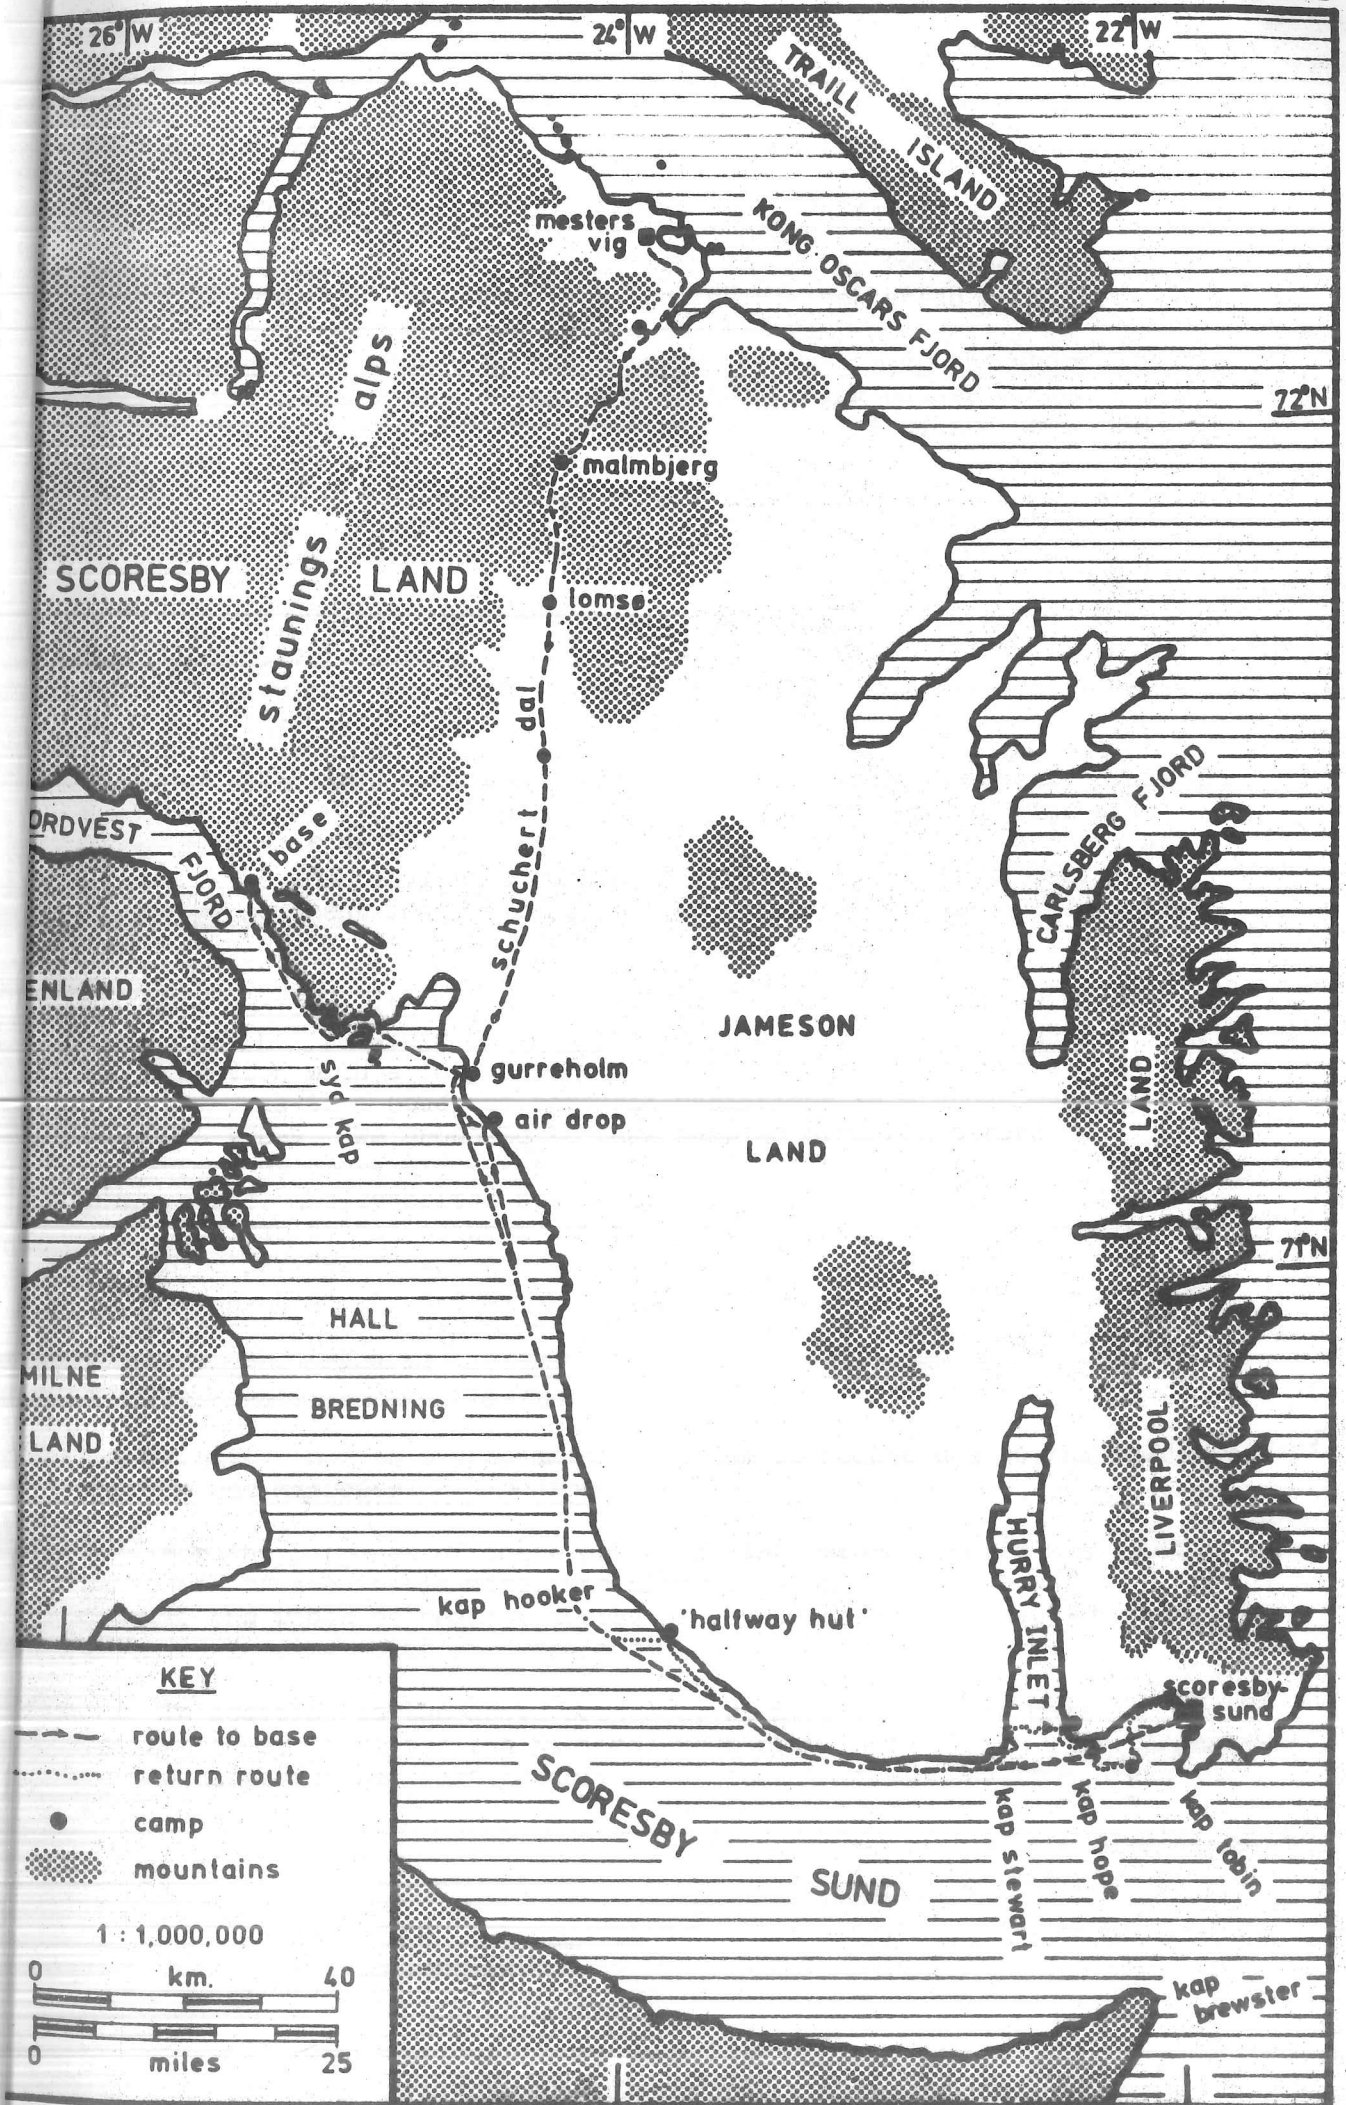 26°W
24°W
22°W
TRAILL
ISLAND
mesters
vig
KONG OSCARS FJORD
72°N
alps
malmbjerg
SCORESBY
LAND
staunings
lomsø
dal
schuchert
ORDVEST
FJORD
base
CARLSBERG FJORD
ENLAND
JAMESON
LAND
gurreholm
air drop
syd kap
LAND
71°N
HALL
BREDNING
MILNE
LAND
LIVERPOOL
HURRY INLET
kap hooker
'halfway hut'
scoresby-
sund
SCORESBY
SUND
kap stewart
kap hope
kap tobin
kap
brewster
KEY
route to base
return route
camp
mountains
1 : 1,000,000
0 km. 40
0 miles 25